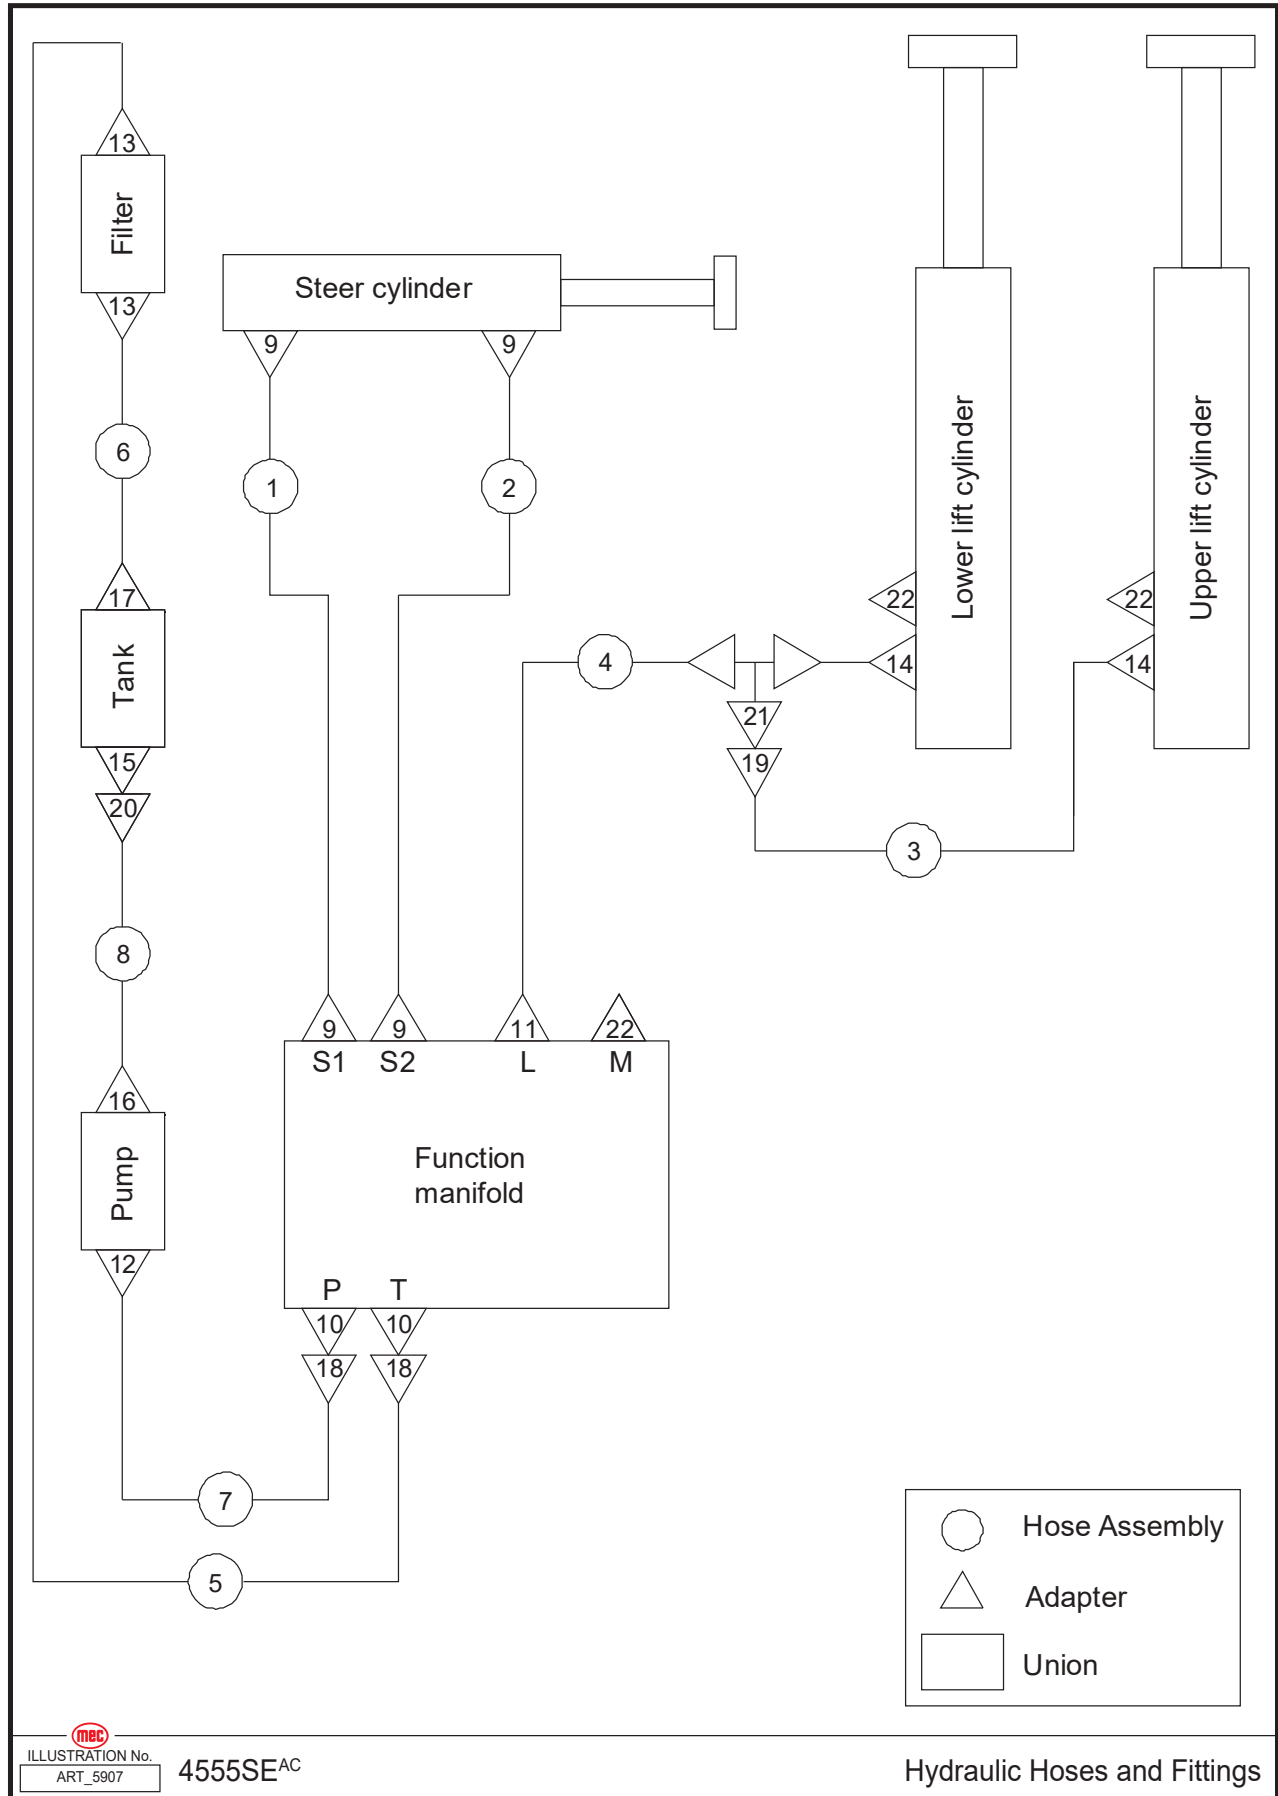 13
Filter
13
6
17
Tank
15
20
8
16
Pump
12
Steer cylinder
9 9
1 2
Lower lift cylinder
22
14
Upper lift cylinder
22
14
4
21
19
3
9 9 11 22
S1 S2 L M
Function
manifold
P T
10 10
18 18
7
5
Hose Assembly
Adapter
Union
mec
ILLUSTRATION No.
ART_5907
4555SEAC
Hydraulic Hoses and Fittings